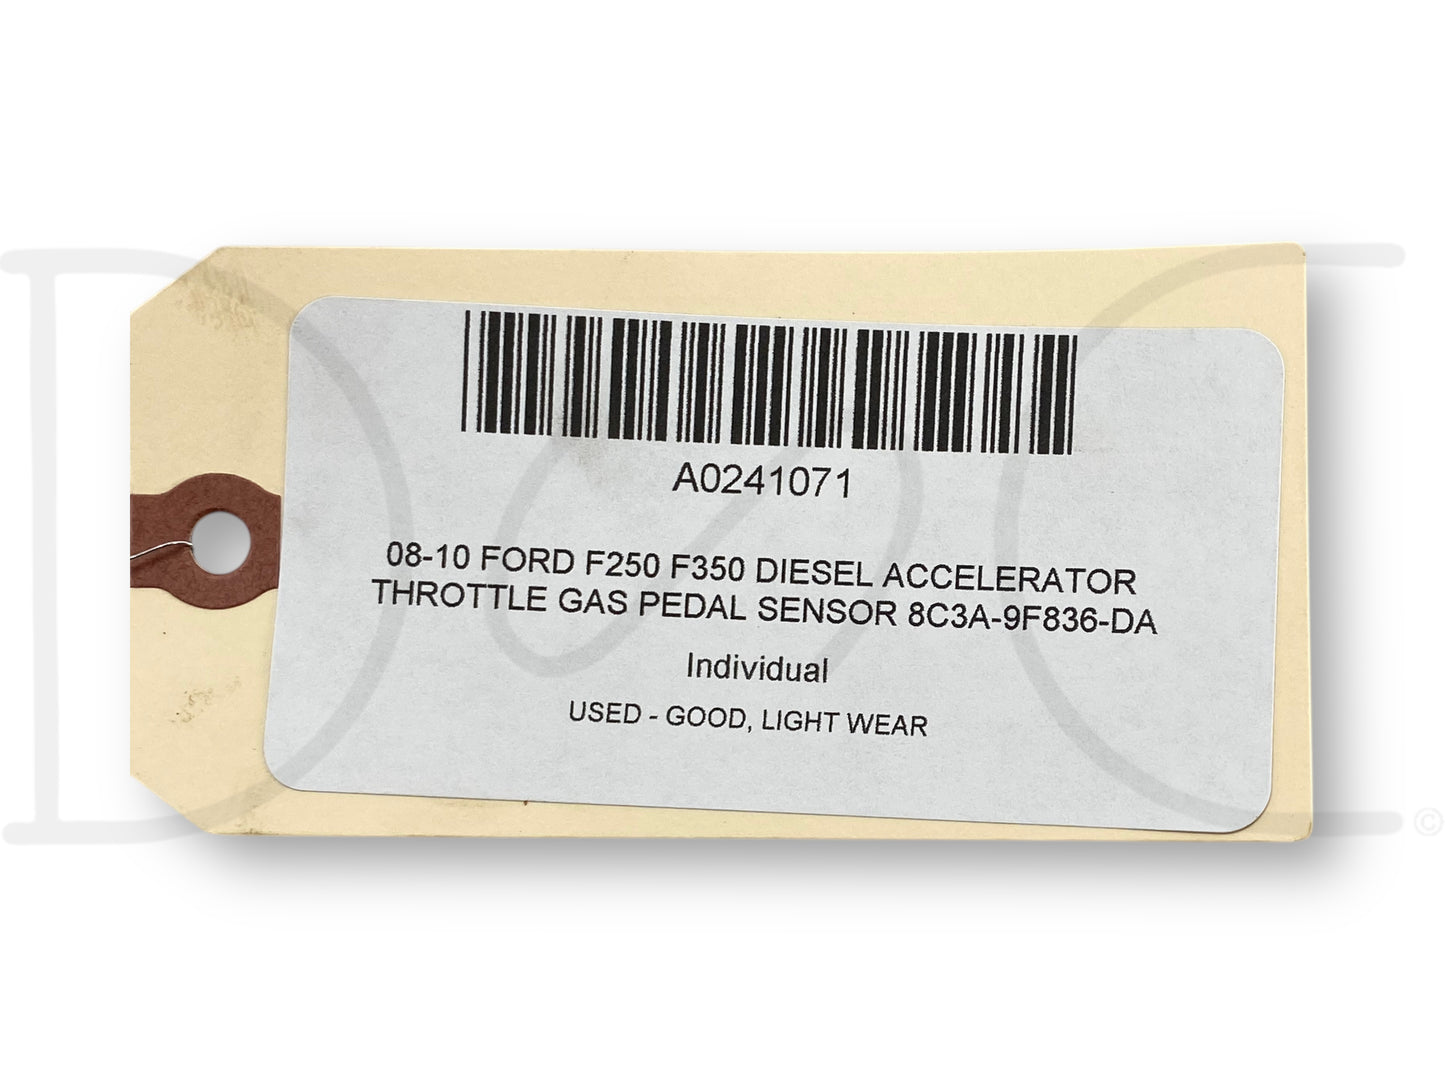 A0241071
08-10 FORD F250 F350 DIESEL ACCELERATOR
THROTTLE GAS PEDAL SENSOR 8C3A-9F836-DA
Individual
USED - GOOD, LIGHT WEAR
D C
©